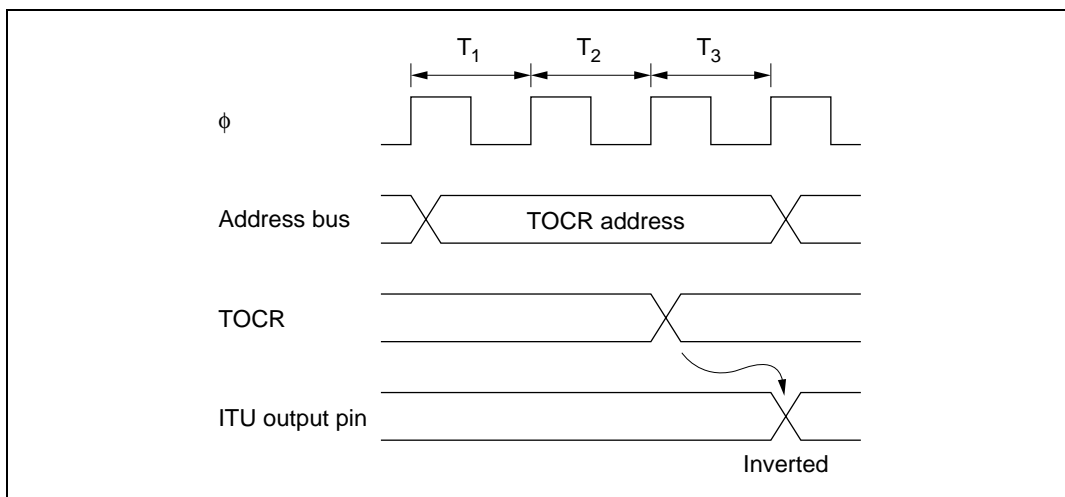 T1 T2 T3
φ
Address bus TOCR address
TOCR
ITU output pin
Inverted